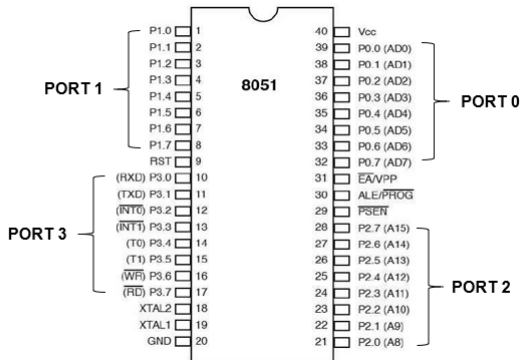 P1.0 1 40 Vcc
P1.1 2 39 P0.0 (AD0)
P1.2 3 38 P0.1 (AD1)
P1.3 4 8051 37 P0.2 (AD2)
PORT 1 P1.4 5 36 P0.3 (AD3) PORT 0
P1.5 6 35 P0.4 (AD4)
P1.6 7 34 P0.5 (AD5)
P1.7 8 33 P0.6 (AD6)
RST 9 32 P0.7 (AD7)
(RXD) P3.0 10 31 E̅A̅/VPP
(TXD) P3.1 11 30 ALE/P̅R̅O̅G̅
(I̅N̅T̅0̅) P3.2 12 29 P̅S̅E̅N̅
(I̅N̅T̅1̅) P3.3 13 28 P2.7 (A15)
PORT 3 (T0) P3.4 14 27 P2.6 (A14)
(T1) P3.5 15 26 P2.5 (A13)
(W̅R̅) P3.6 16 25 P2.4 (A12) PORT 2
(R̅D̅) P3.7 17 24 P2.3 (A11)
XTAL2 18 23 P2.2 (A10)
XTAL1 19 22 P2.1 (A9)
GND 20 21 P2.0 (A8)